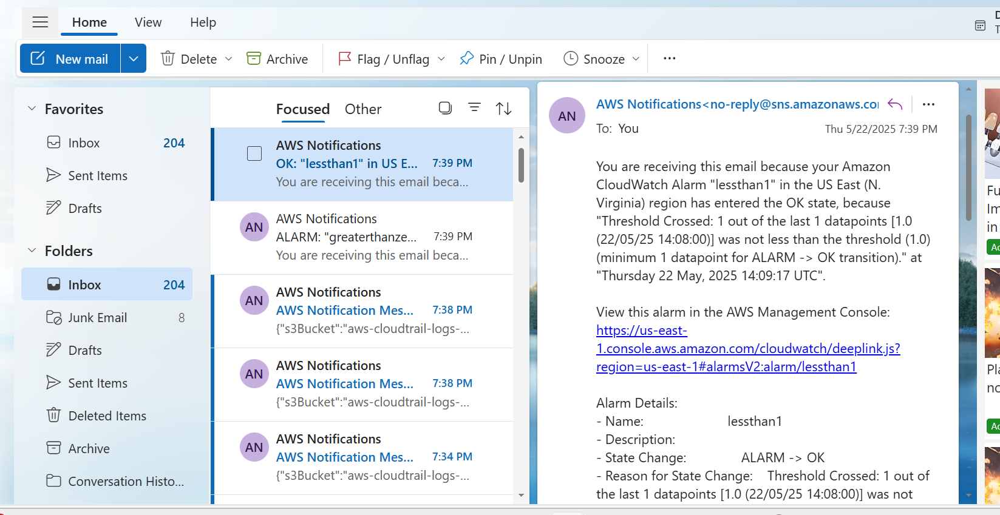 Home View Help
D
T
New mail Delete Archive Flag / Unflag Pin / Unpin Snooze ...
Favorites
Inbox 204
Sent Items
Drafts
Folders
Inbox 204
Junk Email 8
Drafts
Sent Items
Deleted Items
Archive
Conversation Histo...
Focused Other
AWS Notifications
OK: "lessthan1" in US E... 7:39 PM
You are receiving this email beca...
AN
AWS Notifications
ALARM: "greaterthanze... 7:39 PM
You are receiving this email beca...
AN
AWS Notifications
AWS Notification Mes... 7:38 PM
{"s3Bucket":"aws-cloudtrail-logs-...
AN
AWS Notifications
AWS Notification Mes... 7:38 PM
{"s3Bucket":"aws-cloudtrail-logs-...
AN
AWS Notifications
AWS Notification Mes... 7:34 PM
{"s3Bucket":"aws-cloudtrail-logs-...
AN
AWS Notifications<no-reply@sns.amazonaws.co
To: You
Thu 5/22/2025 7:39 PM
You are receiving this email because your Amazon
CloudWatch Alarm "lessthan1" in the US East (N.
Virginia) region has entered the OK state, because
"Threshold Crossed: 1 out of the last 1 datapoints [1.0
(22/05/25 14:08:00)] was not less than the threshold (1.0)
(minimum 1 datapoint for ALARM -> OK transition)." at
"Thursday 22 May, 2025 14:09:17 UTC".
View this alarm in the AWS Management Console:
https://us-east-
1.console.aws.amazon.com/cloudwatch/deeplink.js?
region=us-east-1#alarmsV2:alarm/lessthan1
Alarm Details:
- Name: lessthan1
- Description:
- State Change: ALARM -> OK
- Reason for State Change: Threshold Crossed: 1 out of
the last 1 datapoints [1.0 (22/05/25 14:08:00)] was not
Fu
Im
in
Ad
Pla
no
Ad